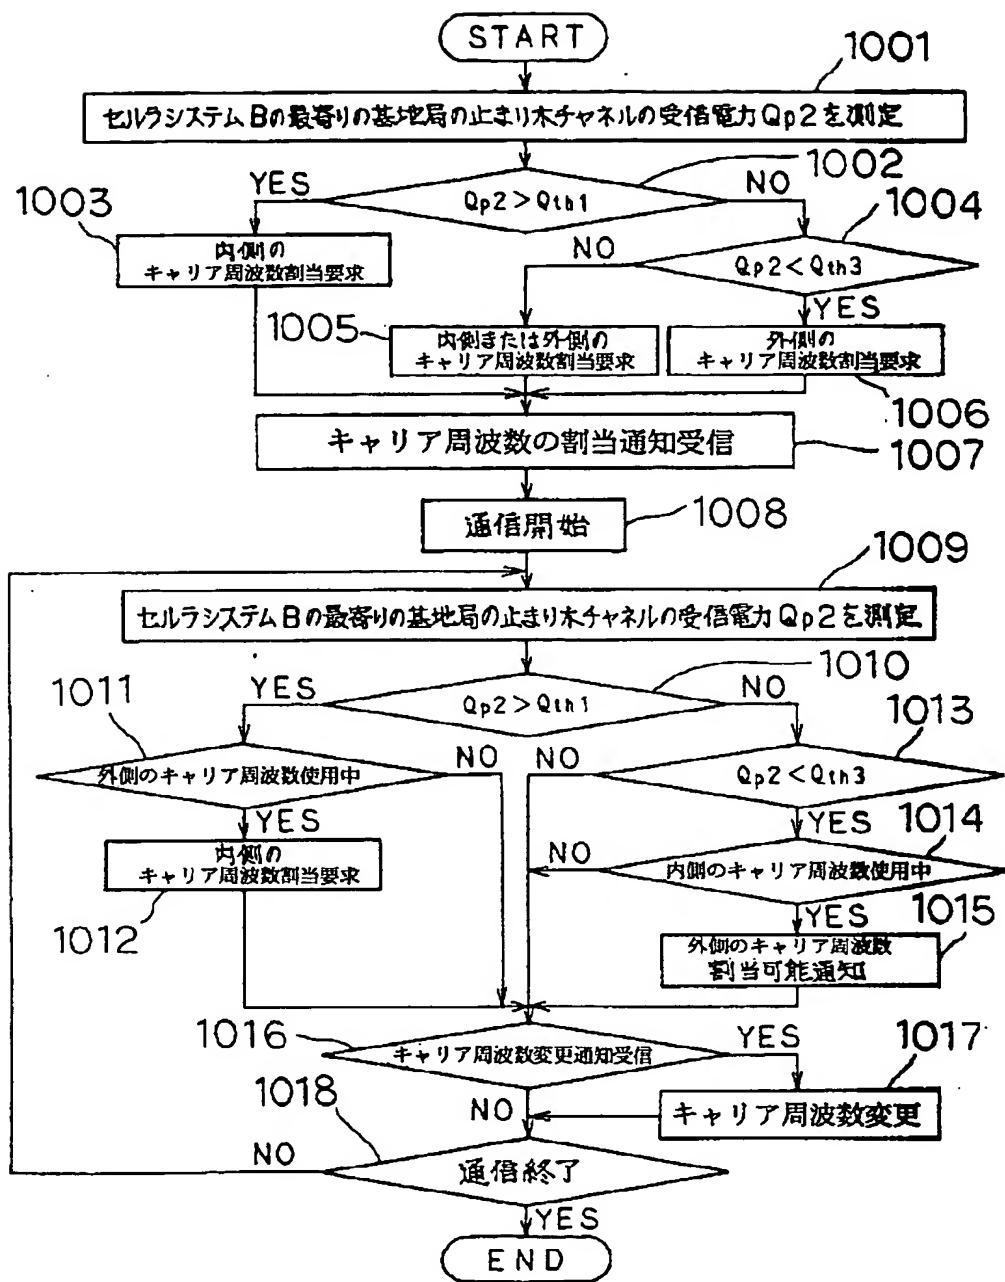 START
1001
セルラシステムBの最寄りの基地局の止まり木チャネルの受信電力Qp2を測定
1002
YES
Qp2>Qth1
NO
1003
1004
内側の
キャリア周波数割当要求
NO
Qp2<Qth3
YES
1005
内側または外側の
キャリア周波数割当要求
外側の
キャリア周波数割当要求
1006
キャリア周波数の割当通知受信
1007
通信開始
1008
1009
セルラシステムBの最寄りの基地局の止まり木チャネルの受信電力Qp2を測定
1010
1011
YES
Qp2>Qth1
NO
1013
外側のキャリア周波数使用中
NO
NO
Qp2<Qth3
YES
YES
1014
内側の
キャリア周波数割当要求
NO
内側のキャリア周波数使用中
1012
YES
1015
外側のキャリア周波数
割当可能通知
1016
キャリア周波数変更通知受信
YES
1017
1018
NO
キャリア周波数変更
NO
通信終了
YES
END